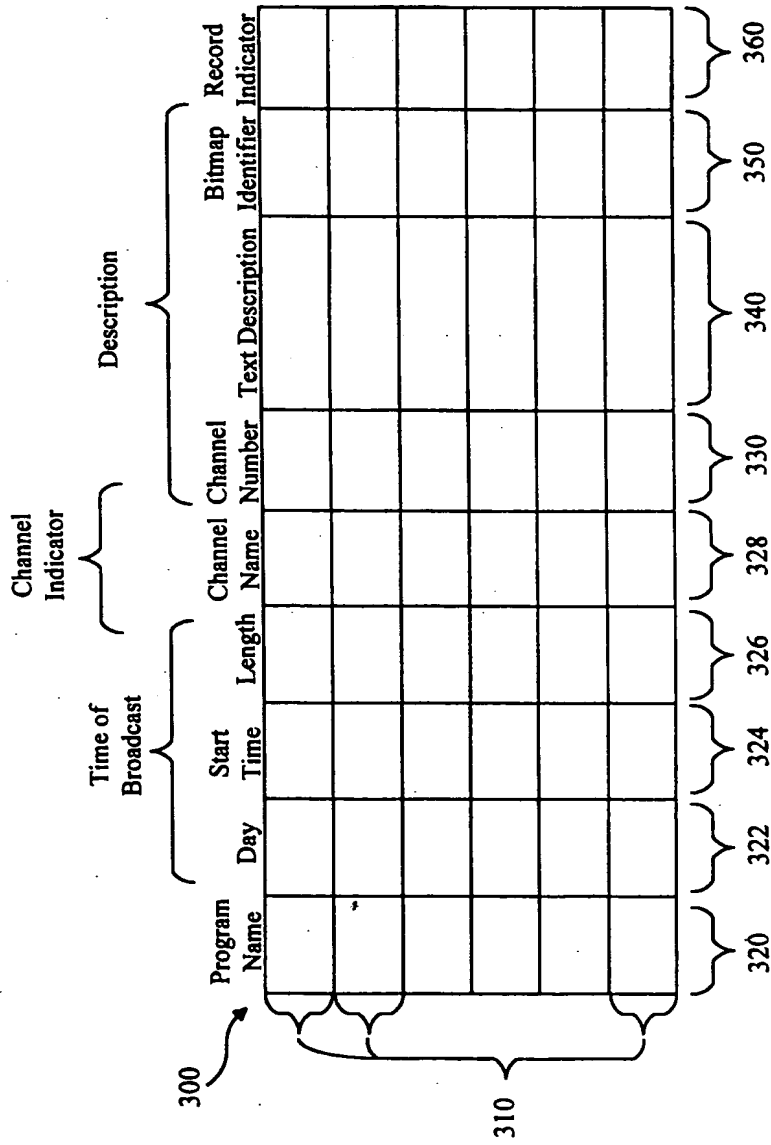 Time of
Broadcast
Channel
Indicator
Description
Program
Name
Day
Start
Time
Length
Channel
Name
Channel
Number
Text Description
Bitmap
Identifier
Record
Indicator
300
310
320
322
324
326
328
330
340
350
360